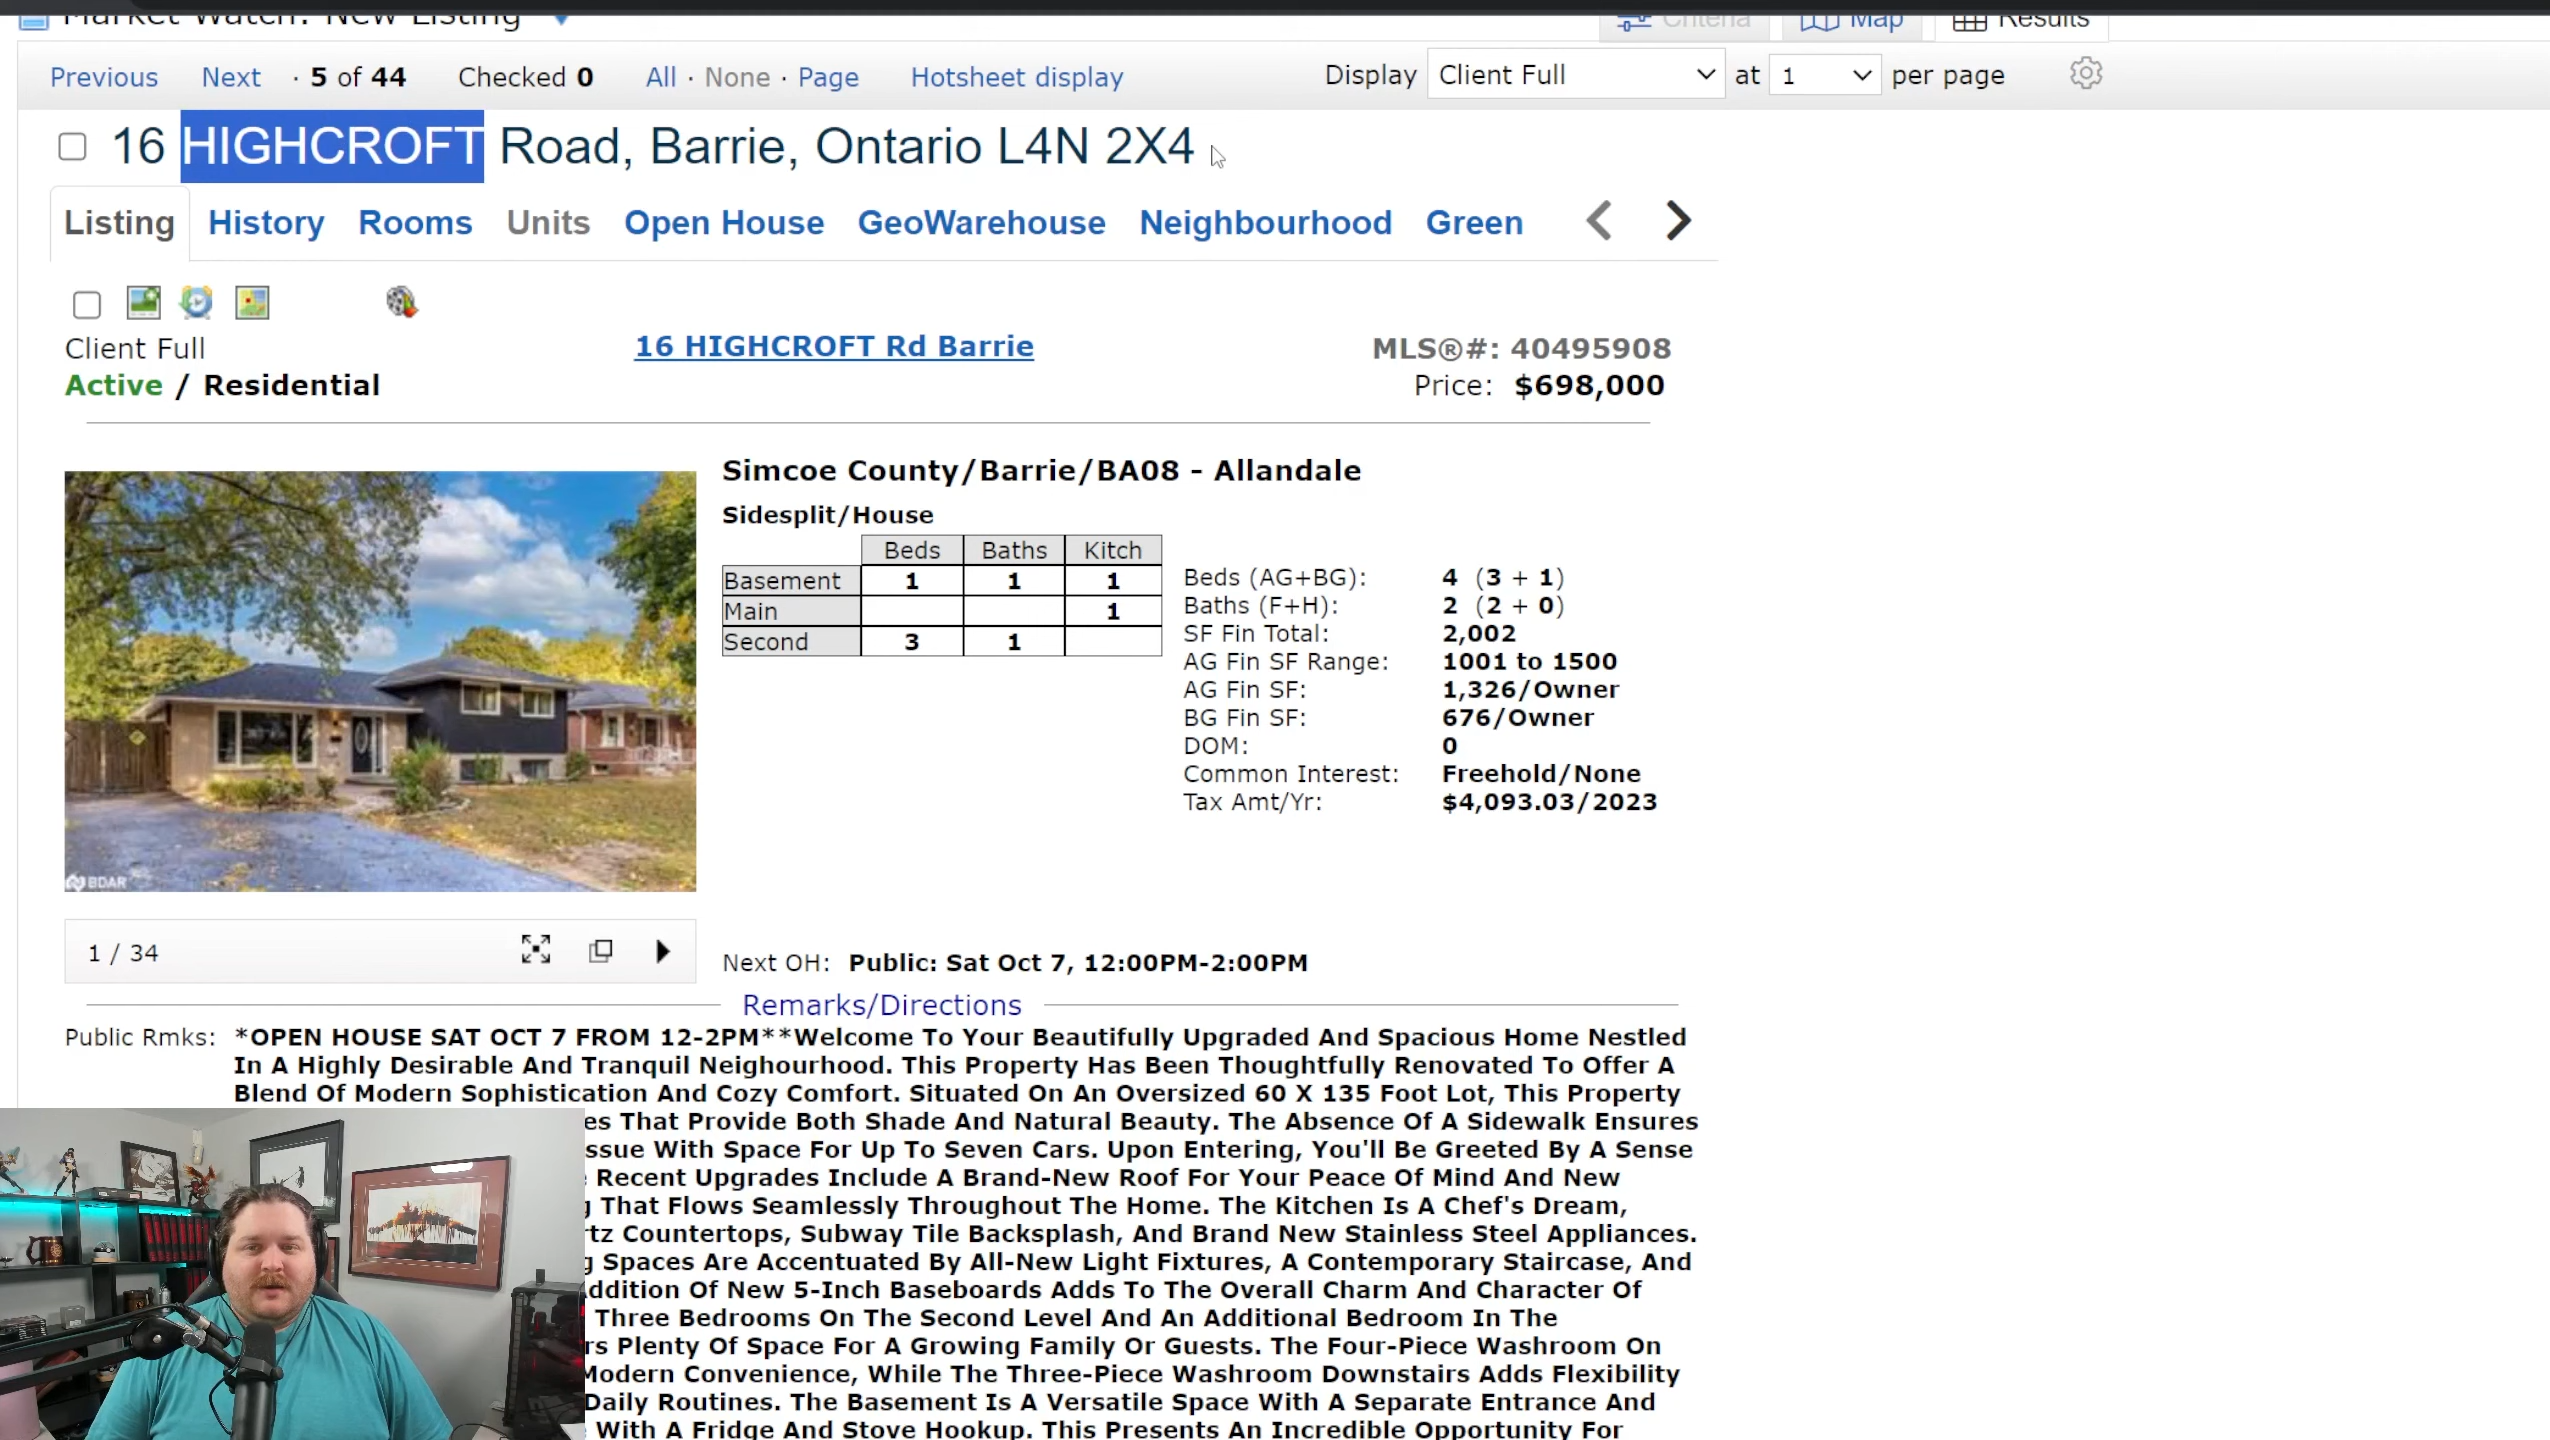 Market Watch: New Listing
Criteria Map Results
Previous Next · 5 of 44 Checked 0 All · None · Page Hotsheet display Display Client Full at 1 per page
16 HIGHCROFT Road, Barrie, Ontario L4N 2X4
Listing History Rooms Units Open House GeoWarehouse Neighbourhood Green
Client Full 16 HIGHCROFT Rd Barrie MLS®#: 40495908
Active / Residential Price: $698,000
Simcoe County/Barrie/BA08 - Allandale
Sidesplit/House
Beds Baths Kitch
Basement 1 1 1
Main 1
Second 3 1
Beds (AG+BG): 4 (3 + 1)
Baths (F+H): 2 (2 + 0)
SF Fin Total: 2,002
AG Fin SF Range: 1001 to 1500
AG Fin SF: 1,326/Owner
BG Fin SF: 676/Owner
DOM: 0
Common Interest: Freehold/None
Tax Amt/Yr: $4,093.03/2023
BDAR
1 / 34
Next OH: Public: Sat Oct 7, 12:00PM-2:00PM
Remarks/Directions
Public Rmks: *OPEN HOUSE SAT OCT 7 FROM 12-2PM**Welcome To Your Beautifully Upgraded And Spacious Home Nestled
In A Highly Desirable And Tranquil Neighourhood. This Property Has Been Thoughtfully Renovated To Offer A
Blend Of Modern Sophistication And Cozy Comfort. Situated On An Oversized 60 X 135 Foot Lot, This Property
es That Provide Both Shade And Natural Beauty. The Absence Of A Sidewalk Ensures
ssue With Space For Up To Seven Cars. Upon Entering, You'll Be Greeted By A Sense
Recent Upgrades Include A Brand-New Roof For Your Peace Of Mind And New
g That Flows Seamlessly Throughout The Home. The Kitchen Is A Chef's Dream,
rtz Countertops, Subway Tile Backsplash, And Brand New Stainless Steel Appliances.
g Spaces Are Accentuated By All-New Light Fixtures, A Contemporary Staircase, And
ddition Of New 5-Inch Baseboards Adds To The Overall Charm And Character Of
Three Bedrooms On The Second Level And An Additional Bedroom In The
rs Plenty Of Space For A Growing Family Or Guests. The Four-Piece Washroom On
Modern Convenience, While The Three-Piece Washroom Downstairs Adds Flexibility
Daily Routines. The Basement Is A Versatile Space With A Separate Entrance And
With A Fridge And Stove Hookup. This Presents An Incredible Opportunity For